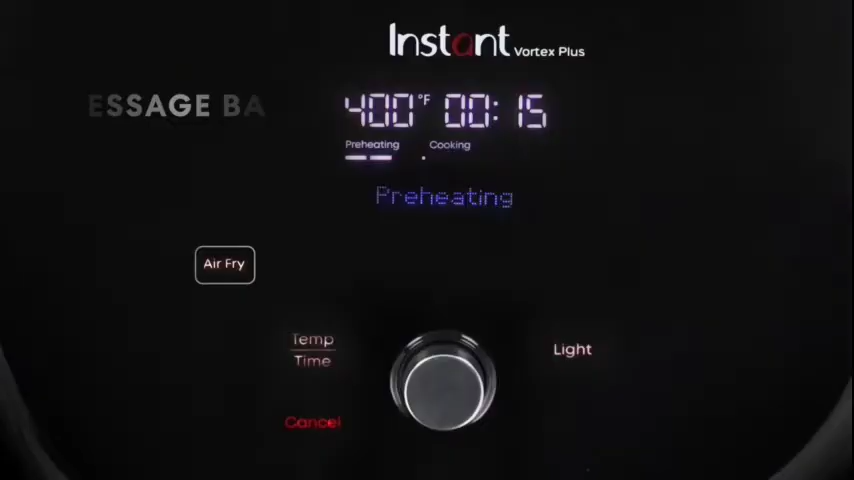 Instant Vortex Plus
ESSAGE BA
400°F 00:15
Preheating Cooking
Preheating
Air Fry
Temp
Time
Light
Cancel